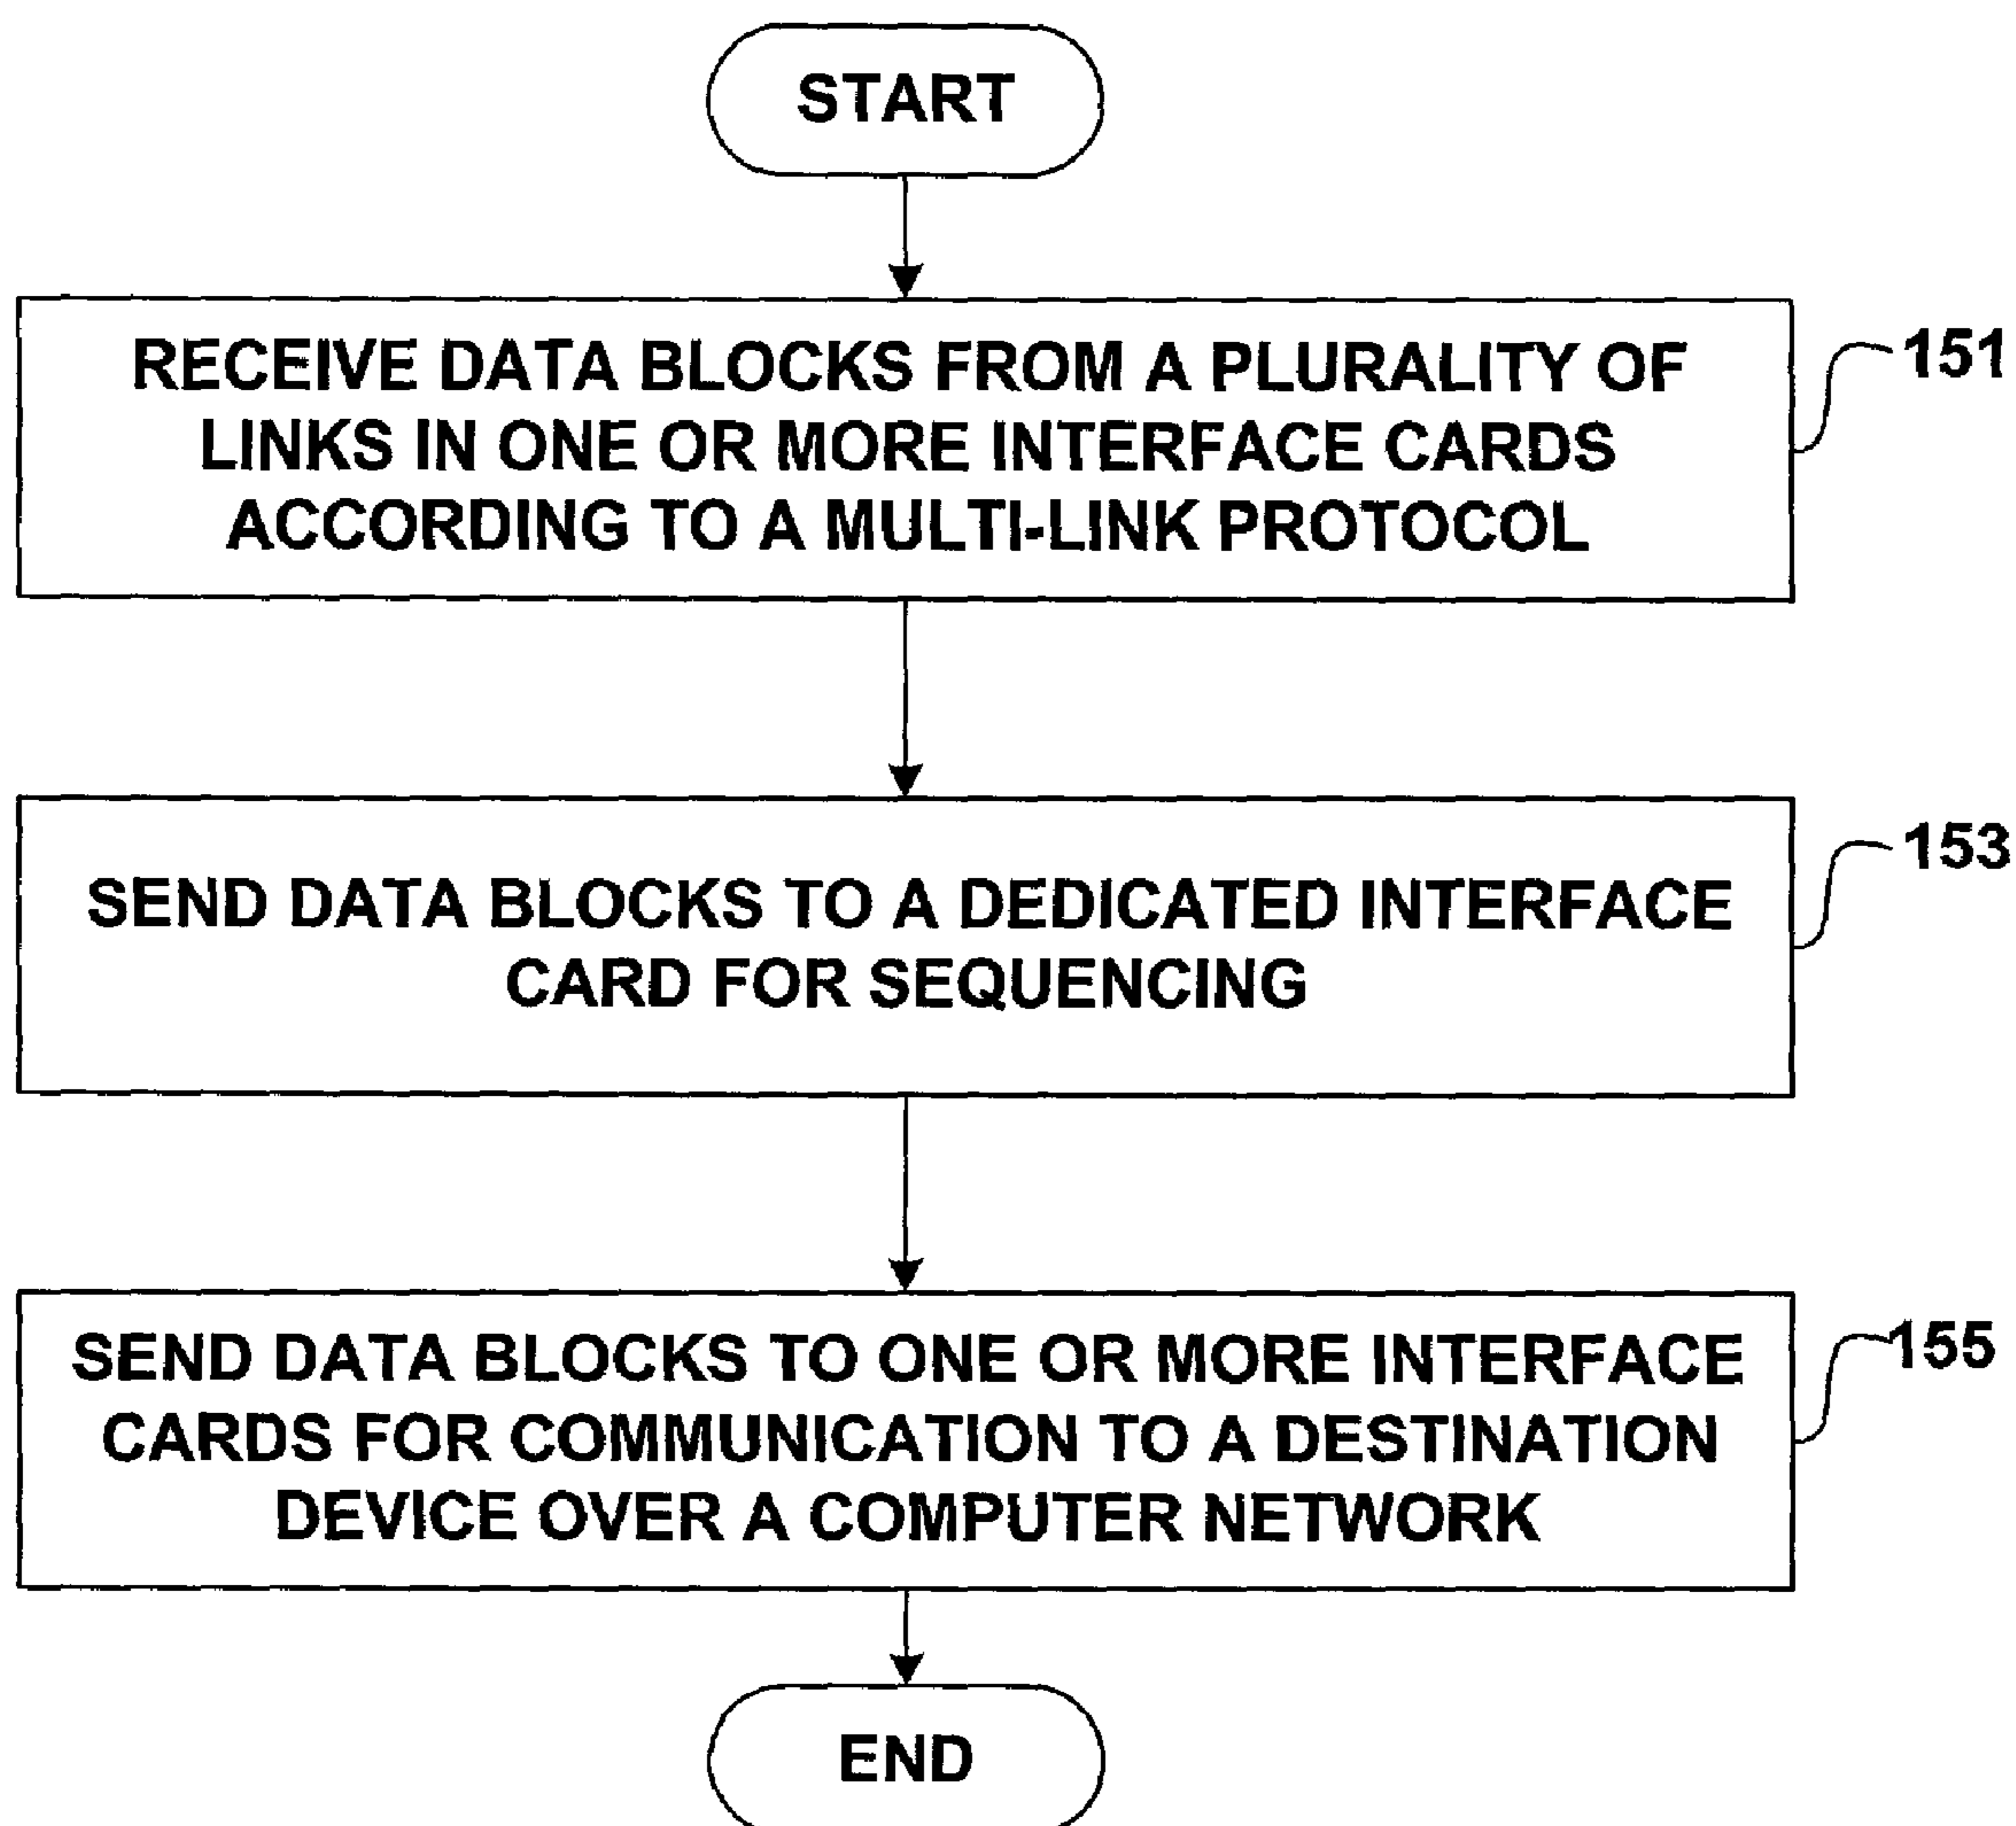 START
RECEIVE DATA BLOCKS FROM A PLURALITY OF
LINKS IN ONE OR MORE INTERFACE CARDS
ACCORDING TO A MULTI-LINK PROTOCOL
151
SEND DATA BLOCKS TO A DEDICATED INTERFACE
CARD FOR SEQUENCING
153
SEND DATA BLOCKS TO ONE OR MORE INTERFACE
CARDS FOR COMMUNICATION TO A DESTINATION
DEVICE OVER A COMPUTER NETWORK
155
END